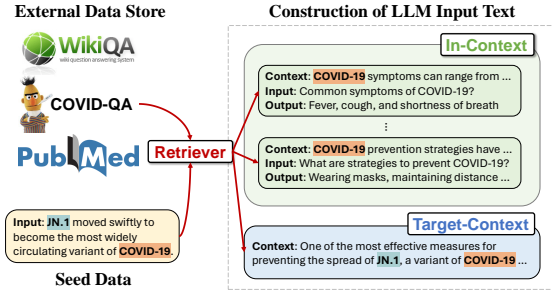 External Data Store
WikiQA
wiki question answering system
COVID-QA
PubMed
Retriever
Input: JN.1 moved swiftly to
become the most widely
circulating variant of COVID-19.
Seed Data
Construction of LLM Input Text
In-Context
Context: COVID-19 symptoms can range from ...
Input: Common symptoms of COVID-19?
Output: Fever, cough, and shortness of breath
⋮
Context: COVID-19 prevention strategies have ...
Input: What are strategies to prevent COVID-19?
Output: Wearing masks, maintaining distance ...
Target-Context
Context: One of the most effective measures for
preventing the spread of JN.1, a variant of COVID-19 ...